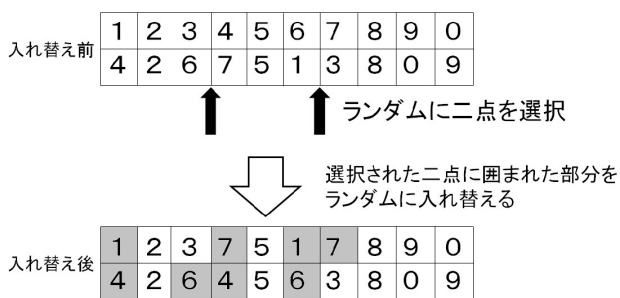 1 2 3 4 5 6 7 8 9 0
入れ替え前
4 2 6 7 5 1 3 8 0 9
ランダムに二点を選択
選択された二点に囲まれた部分を
ランダムに入れ替える
1 2 3 7 5 1 7 8 9 0
入れ替え後
4 2 6 4 5 6 3 8 0 9